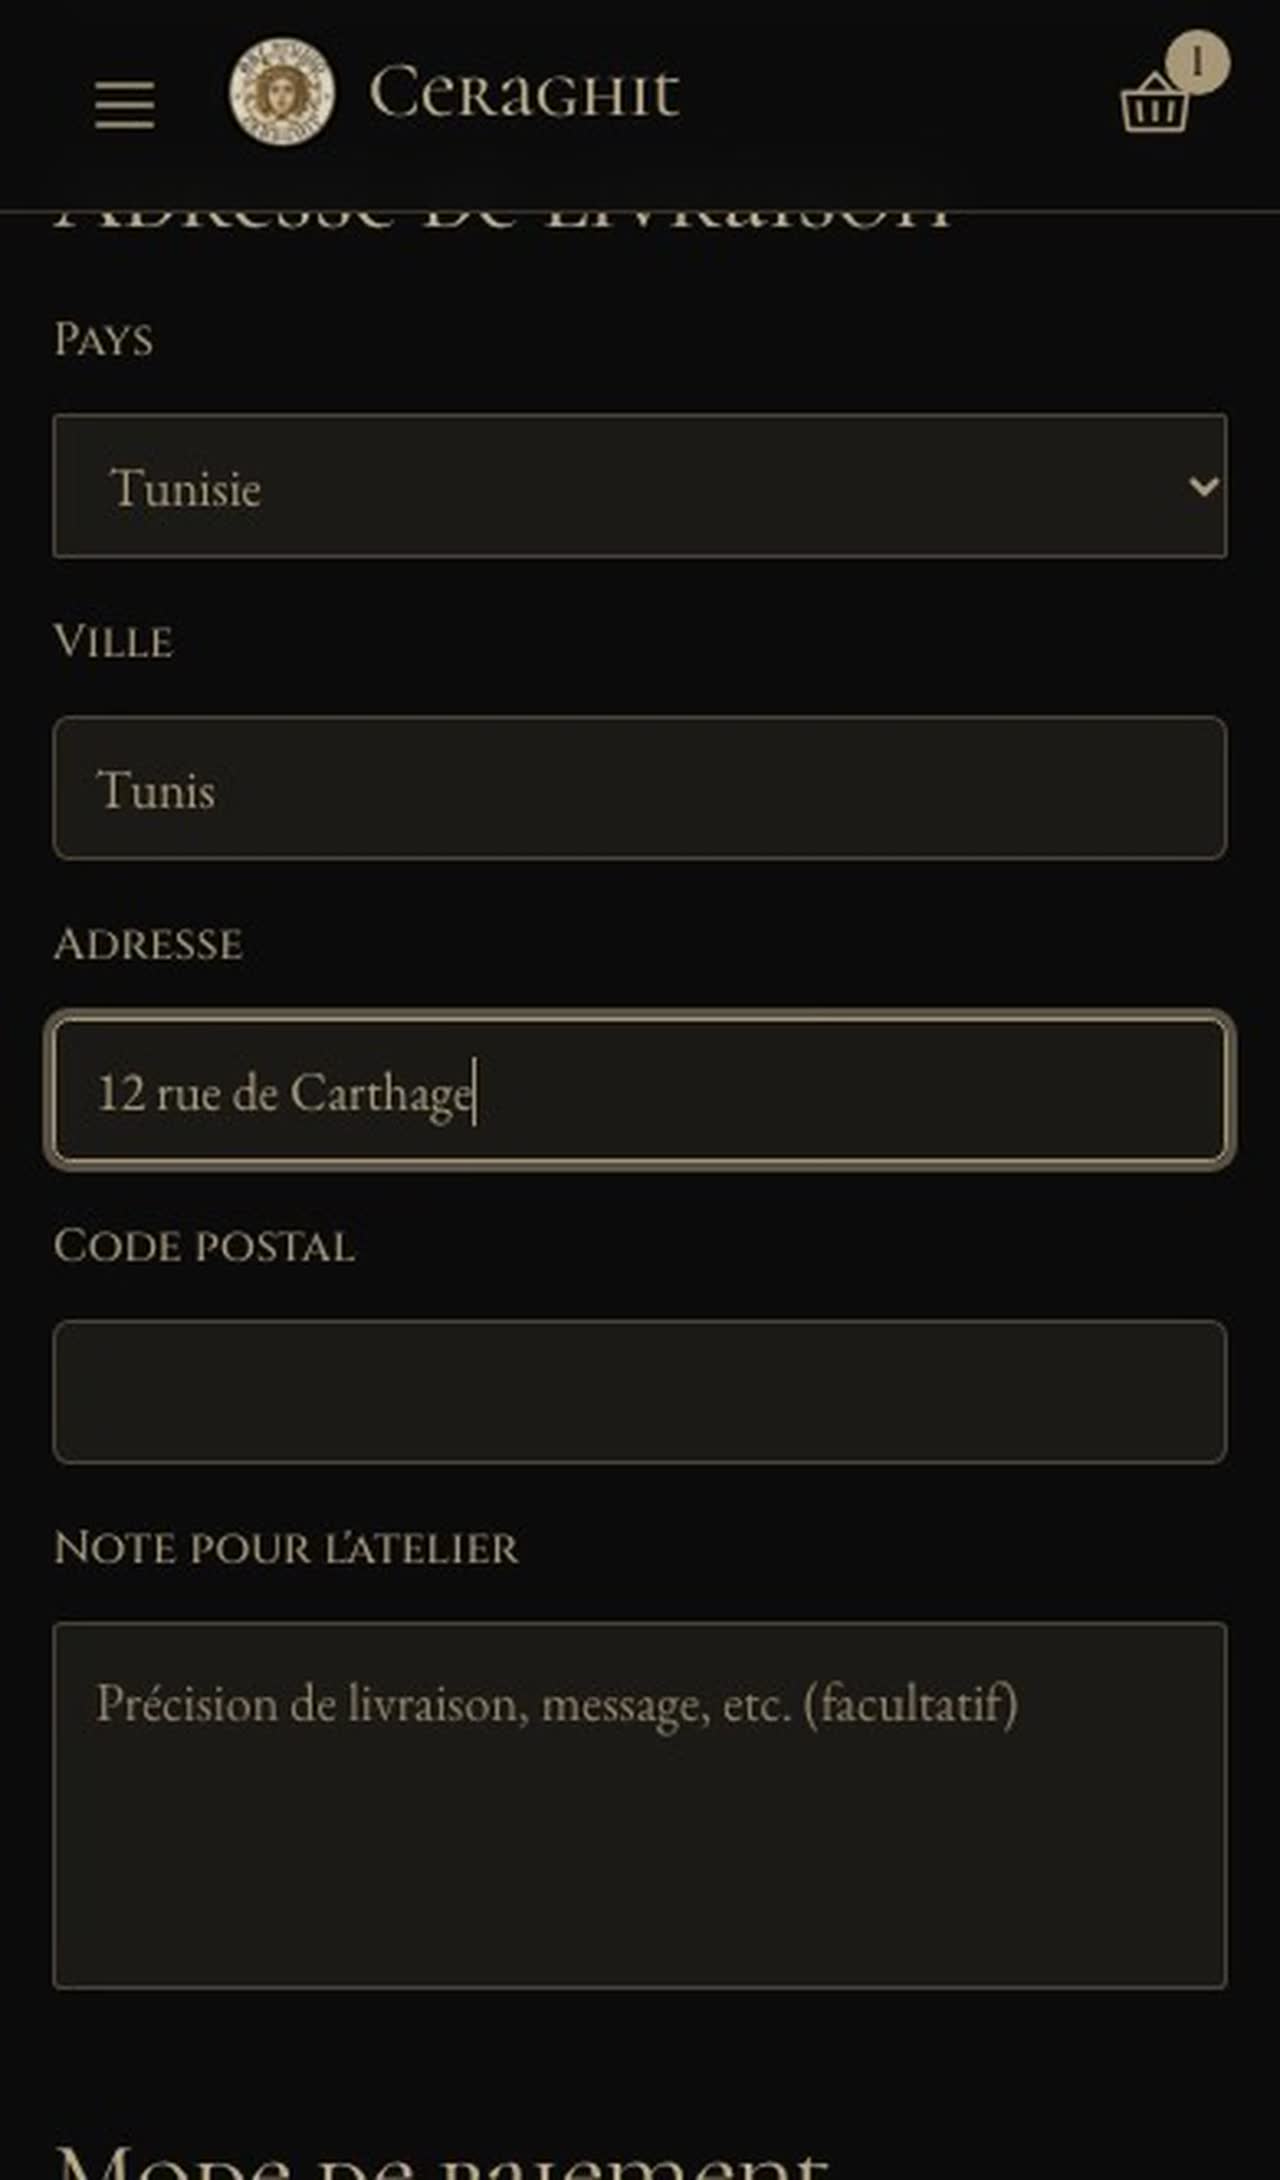 Ceraghit
1
Adresse de livraison
Pays
Tunisie
Ville
Tunis
Adresse
12 rue de Carthage
Code postal
Note pour l'atelier
Précision de livraison, message, etc. (facultatif)
Mode de paiement